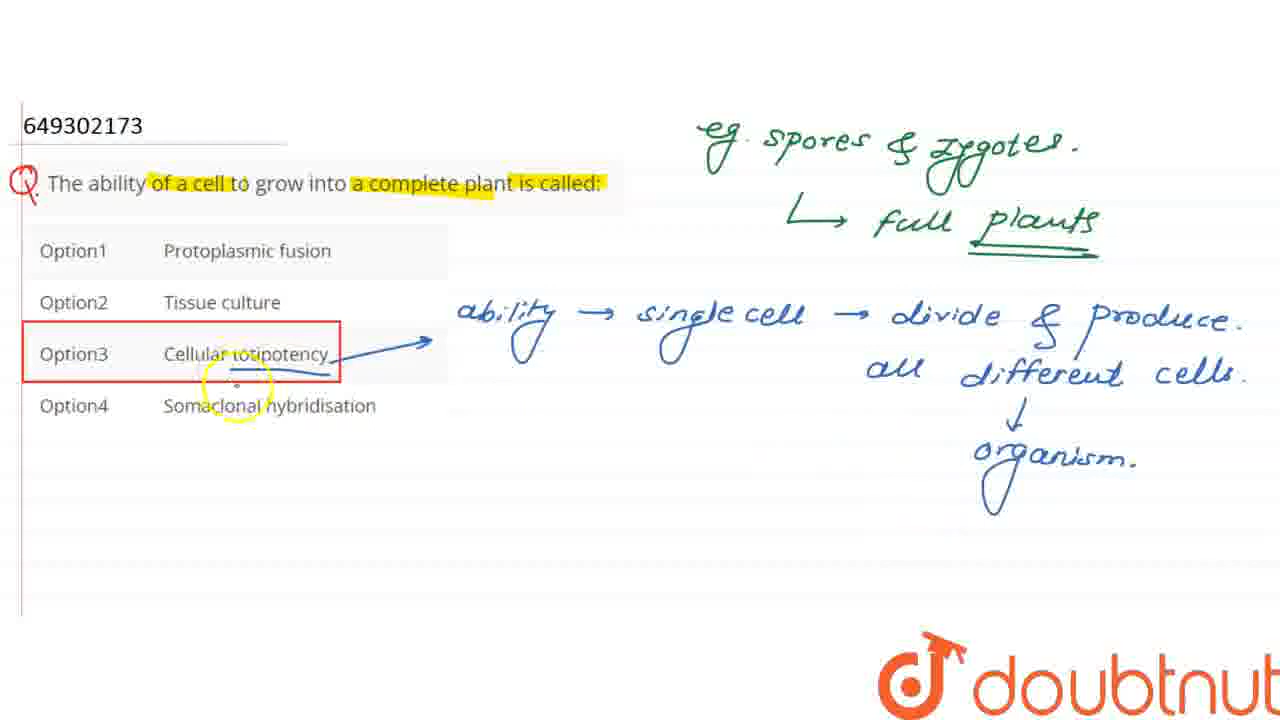 649302173
Q. The ability of a cell to grow into a complete plant is called:
Option1 Protoplasmic fusion
Option2 Tissue culture
Option3 Cellular totipotency
Option4 Somaclonal hybridisation
eg. spores & zygotes.
full plants
ability → single cell → divide & produce.
all different cells.
↓
organism.
doubtnut